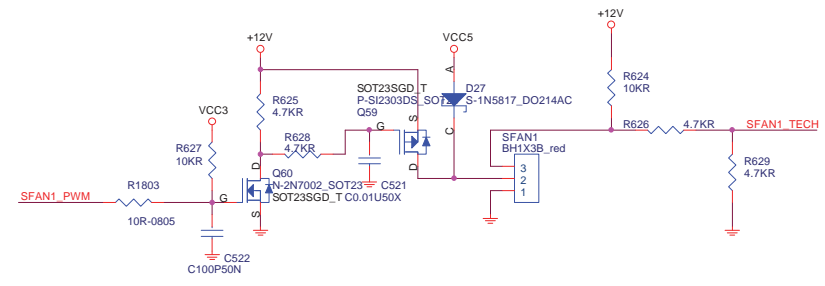 +12V
+12V
VCC5
A
D27
S-1N5817_DO214AC
C
SOT23SGD_T
P-SI2303DS_SOT23
Q59
S
G
D
R624
10KR
R625
4.7KR
VCC3
R627
10KR
R628
4.7KR
R626
4.7KR
SFAN1_TECH
SFAN1
BH1X3B_red
3
2
1
R629
4.7KR
D
Q60
N-2N7002_SOT23
SOT23SGD_T
G
S
C521
C0.01U50X
R1803
SFAN1_PWM
10R-0805
C522
C100P50N